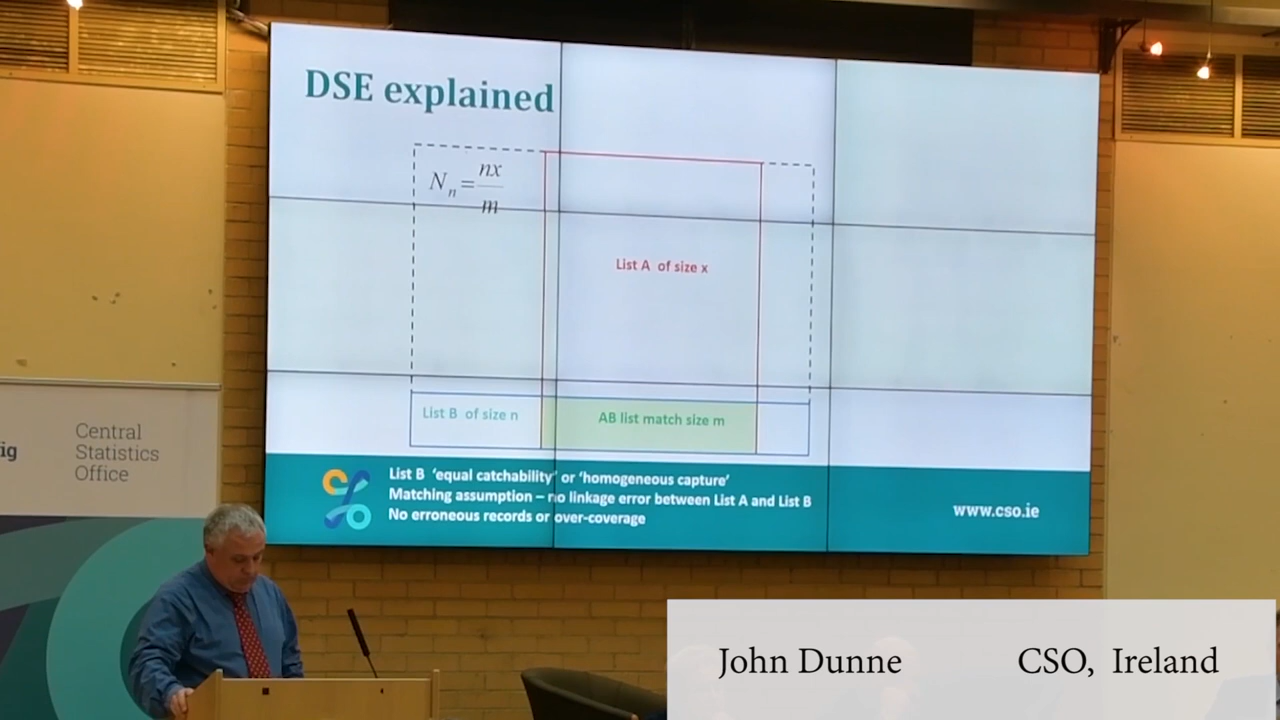 DSE explained
N_n = nx/m
List A of size x
List B of size n
AB list match size m
List B ‘equal catchability’ or ‘homogeneous capture’
Matching assumption – no linkage error between List A and List B
No erroneous records or over-coverage
www.cso.ie
ig
Central
Statistics
Office
John Dunne CSO, Ireland